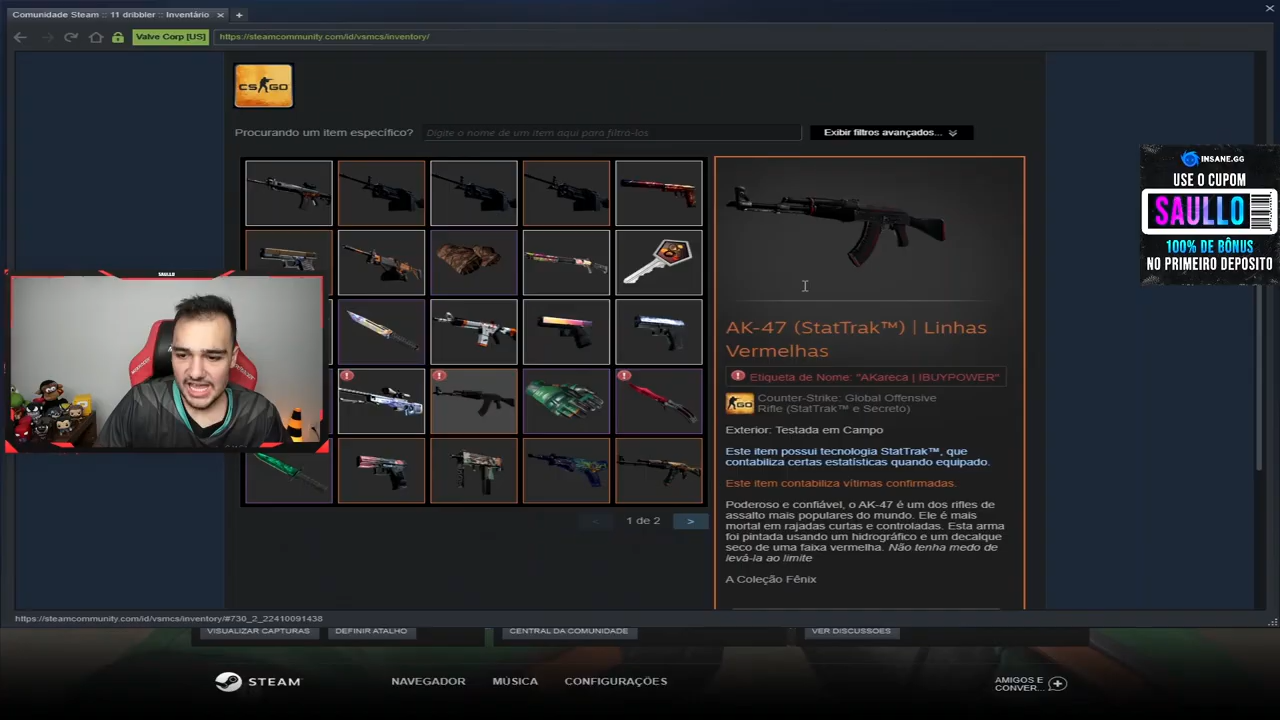 Comunidade Steam :: 11 dribbler :: Inventário
Valve Corp [US]
https://steamcommunity.com/id/vsmcs/inventory/
CS GO
Procurando um item específico?
Digite o nome de um item aqui para filtrá-los
Exibir filtros avançados...
INSANE.GG
USE O CUPOM
SAULLO
100% DE BÔNUS
NO PRIMEIRO DEPOSITO
SAULLO
AK-47 (StatTrak™) | Linhas
Vermelhas
Etiqueta de Nome: "AKareca | IBUYPOWER"
GO
Counter-Strike: Global Offensive
Rifle (StatTrak™ e Secreto)
Exterior: Testada em Campo
Este item possui tecnologia StatTrak™, que
contabiliza certas estatísticas quando equipado.
Este item contabiliza vítimas confirmadas.
Poderoso e confiável, o AK-47 é um dos rifles de
assalto mais populares do mundo. Ele é mais
mortal em rajadas curtas e controladas. Esta arma
foi pintada usando um hidrográfico e um decalque
seco de uma faixa vermelha. Não tenha medo de
levá-la ao limite
A Coleção Fênix
< 1 de 2 >
https://steamcommunity.com/id/vsmcs/inventory/#730_2_22410091438
VISUALIZAR CAPTURAS
DEFINIR ATALHO
CENTRAL DA COMUNIDADE
VER DISCUSSÕES
STEAM
NAVEGADOR
MÚSICA
CONFIGURAÇÕES
AMIGOS E
CONVER...